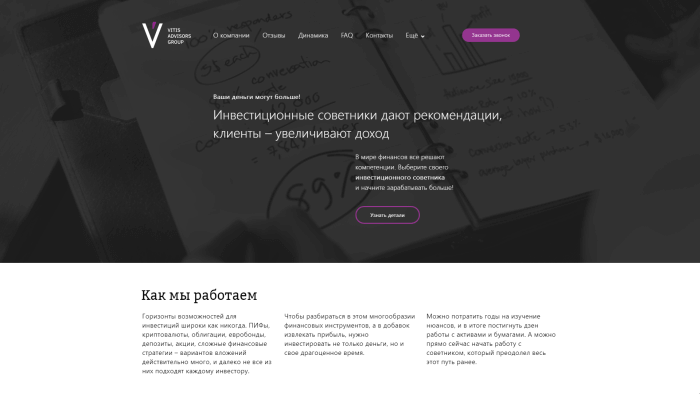 VITIS
ADVISORS
GROUP
О компании Отзывы Динамика FAQ Контакты Ещё
Заказать звонок
Ваши деньги могут больше!
Инвестиционные советники дают рекомендации,
клиенты – увеличивают доход
В мире финансов все решают
компетенции. Выберите своего
инвестиционного советника
и начните зарабатывать больше!
89%
Узнать детали
Как мы работаем
Горизонты возможностей для
инвестиций широки как никогда. ПИФы,
криптовалюты, облигации, евробонды,
депозиты, акции, сложные финансовые
стратегии – вариантов вложений
действительно много, и далеко не все из
них подходят каждому инвестору.
Чтобы разбираться в этом многообразии
финансовых инструментов, а в добавок
извлекать прибыль, нужно
инвестировать не только деньги, но и
свое драгоценное время.
Можно потратить годы на изучение
нюансов, и в итоге постигнуть дзен
работы с активами и бумагами. А можно
прямо сейчас начать работу с
советником, который преодолел весь
этот путь ранее.